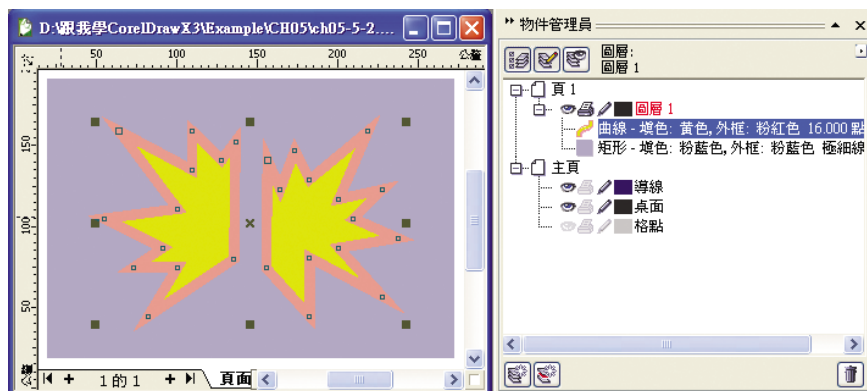 D:\跟我學CorelDrawX3\Example\CH05\ch05-5-2....
50 100 150 200 250 公釐
150
100
50
1 的 1
頁面
物件管理員
圖層:
圖層 1
頁 1
圖層 1
曲線 - 填色: 黃色, 外框: 粉紅色 16.000 點
矩形 - 填色: 粉藍色, 外框: 粉藍色 極細線
主頁
導線
桌面
格點